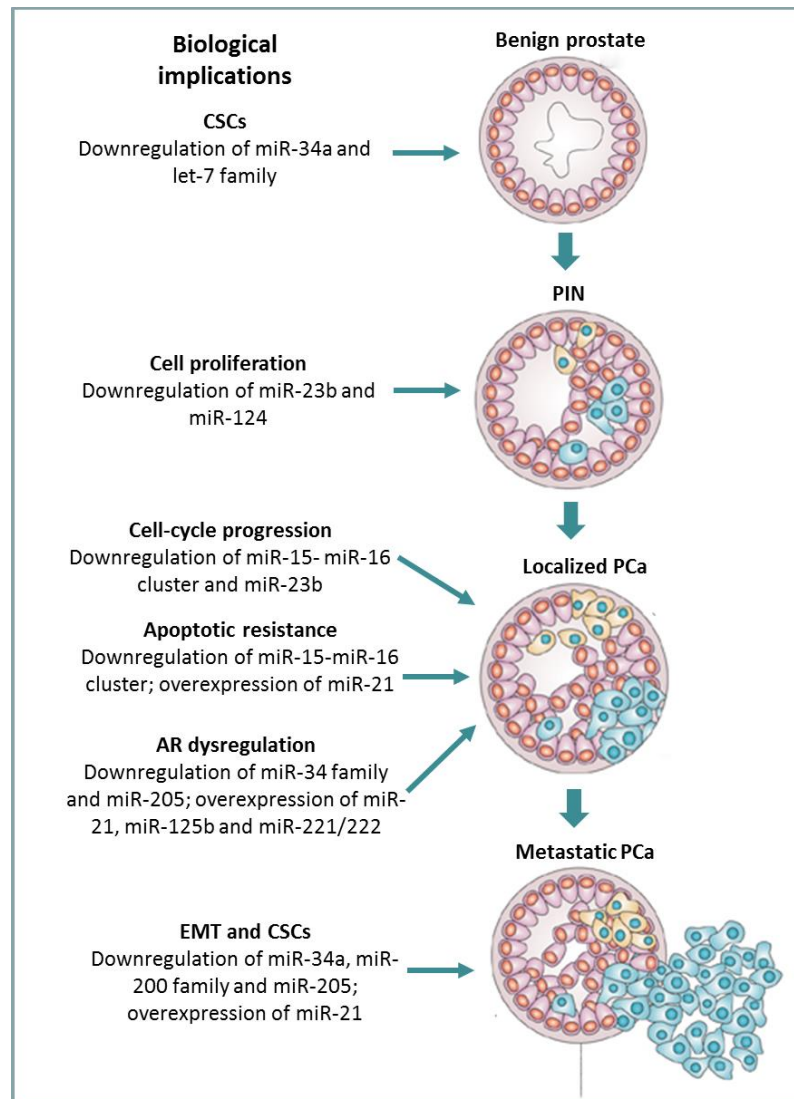 Biological
implications
Benign prostate
CSCs
Downregulation of miR-34a and
let-7 family
PIN
Cell proliferation
Downregulation of miR-23b and
miR-124
Cell-cycle progression
Downregulation of miR-15- miR-16
cluster and miR-23b
Localized PCa
Apoptotic resistance
Downregulation of miR-15-miR-16
cluster; overexpression of miR-21
AR dysregulation
Downregulation of miR-34 family
and miR-205; overexpression of miR-
21, miR-125b and miR-221/222
Metastatic PCa
EMT and CSCs
Downregulation of miR-34a, miR-
200 family and miR-205;
overexpression of miR-21